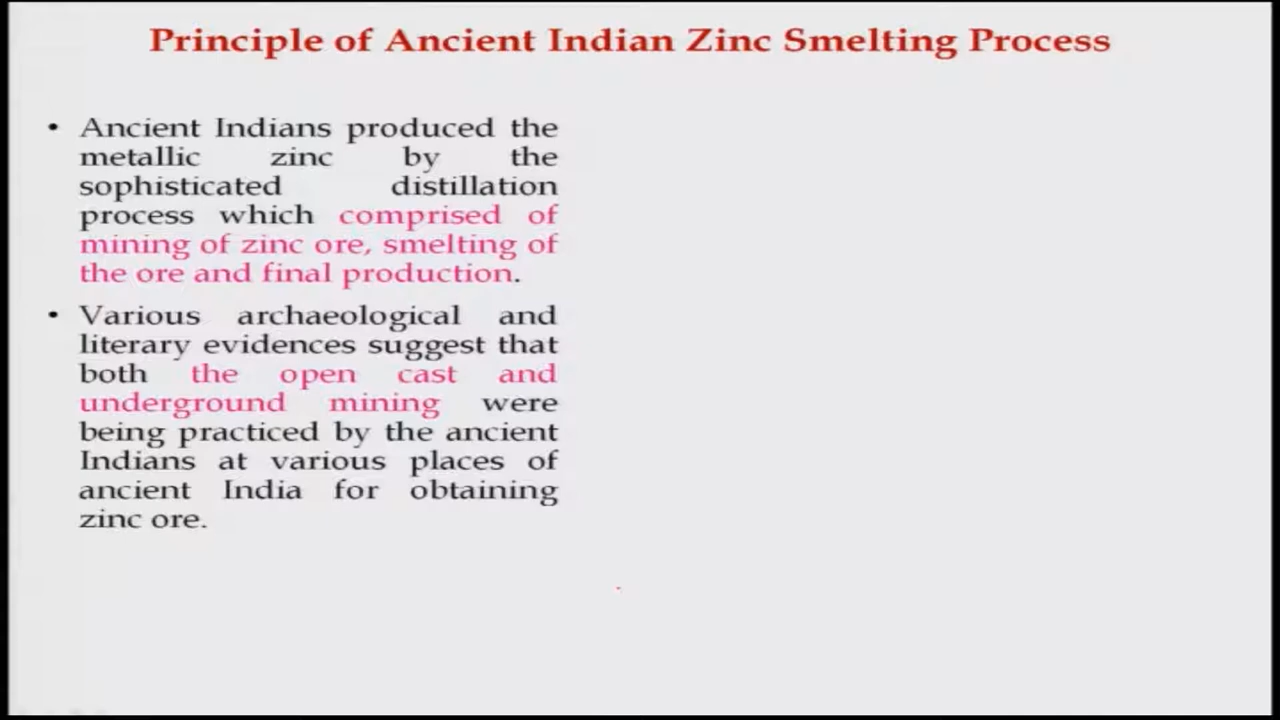 Principle of Ancient Indian Zinc Smelting Process
• Ancient Indians produced the
metallic zinc by the
sophisticated distillation
process which comprised of
mining of zinc ore, smelting of
the ore and final production.
• Various archaeological and
literary evidences suggest that
both the open cast and
underground mining were
being practiced by the ancient
Indians at various places of
ancient India for obtaining
zinc ore.